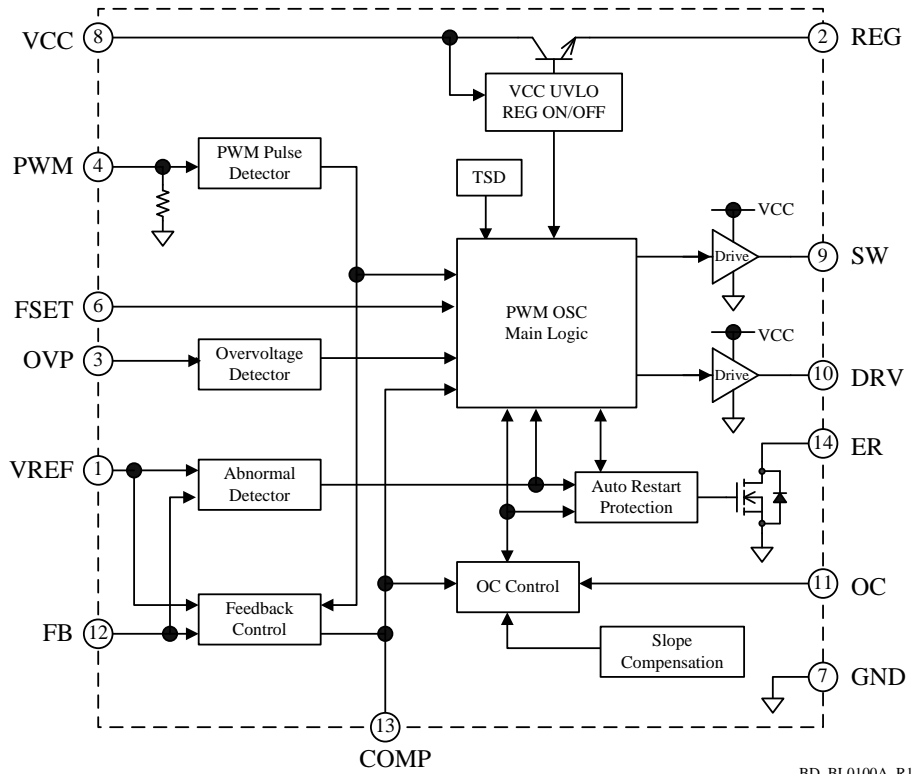 VCC
8
2
REG
VCC UVLO
REG ON/OFF
PWM
4
PWM Pulse
Detector
TSD
VCC
Drive
9
SW
FSET
6
PWM OSC
Main Logic
OVP
3
Overvoltage
Detector
VCC
Drive
10
DRV
14
ER
VREF
1
Abnormal
Detector
Auto Restart
Protection
OC Control
11
OC
FB
12
Feedback
Control
Slope
Compensation
7
GND
13
COMP
BD_BL0100A_R1